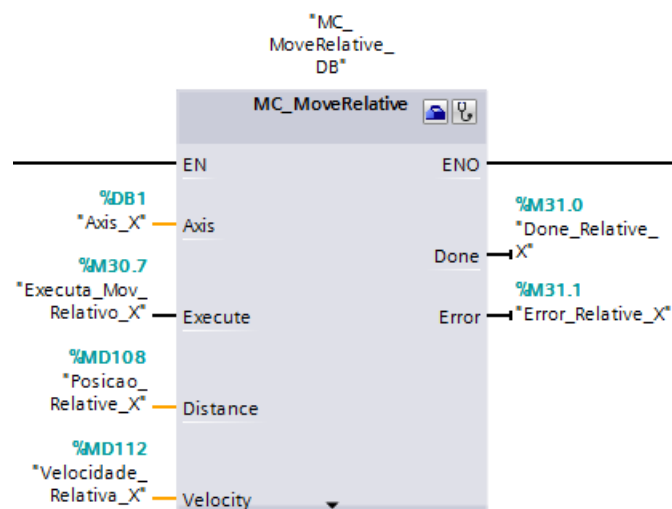 "MC_
MoveRelative_
DB"
MC_MoveRelative
EN
ENO
%DB1
"Axis_X"
Axis
%M31.0
"Done_Relative_
X"
Done
%M30.7
"Executa_Mov_
Relativo_X"
Execute
%M31.1
"Error_Relative_X"
Error
%MD108
"Posicao_
Relative_X"
Distance
%MD112
"Velocidade_
Relativa_X"
Velocity